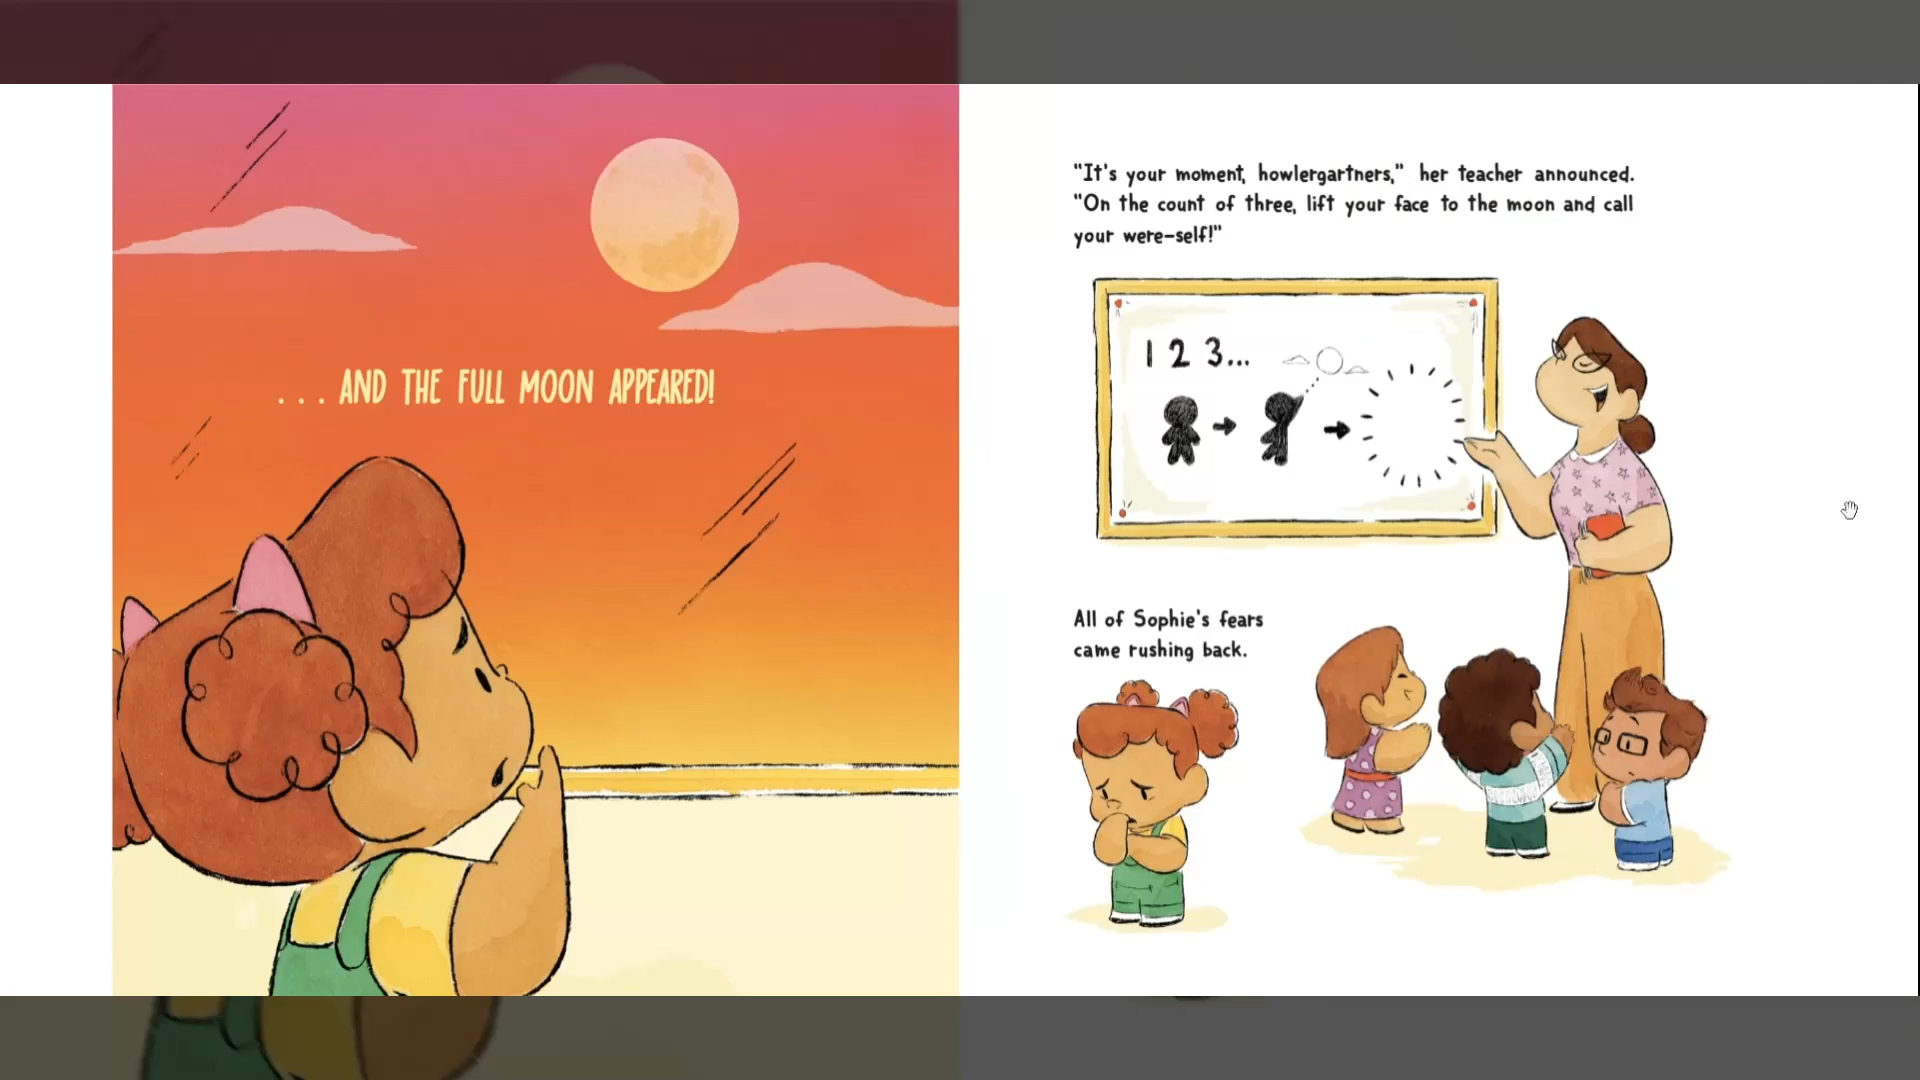 . . . AND THE FULL MOON APPEARED!
"It's your moment, howlergartners," her teacher announced.
"On the count of three, lift your face to the moon and call
your were-self!"
1 2 3...
All of Sophie's fears
came rushing back.